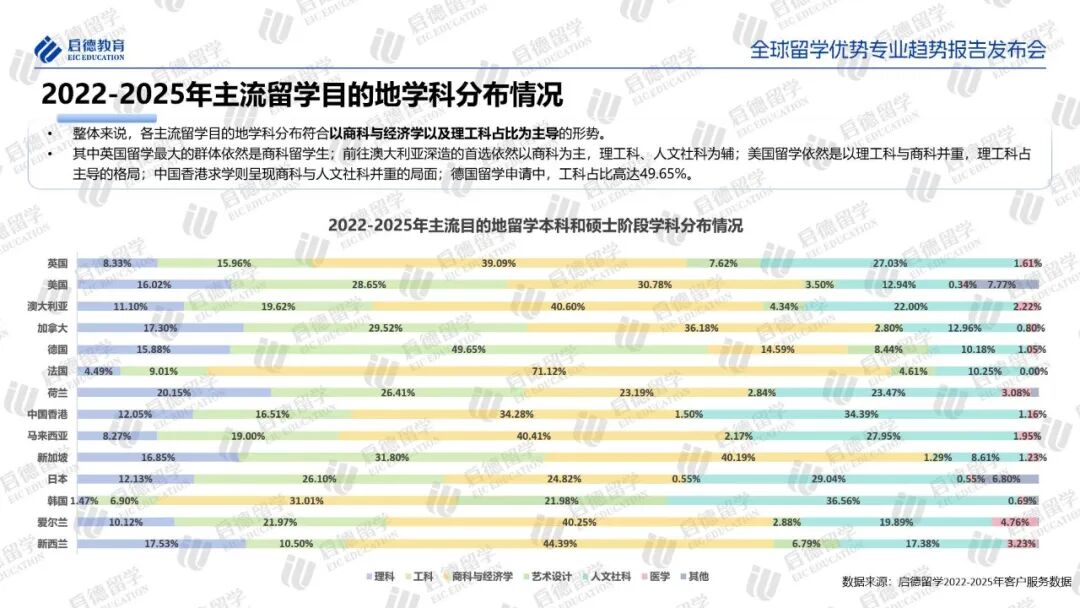 启德教育
EIC EDUCATION
全球留学优势专业趋势报告发布会
2022-2025年主流留学目的地学科分布情况
• 整体来说，各主流留学目的地学科分布符合以商科与经济学以及理工科占比为主导的形势。
• 其中英国留学最大的群体依然是商科留学生；前往澳大利亚深造的首选依然以商科为主，理工科、人文社科为辅；美国留学依然是以理工科与商科并重，理工科占
主导的格局；中国香港求学则呈现商科与人文社科并重的局面；德国留学申请中，工科占比高达49.65%。
2022-2025年主流目的地留学本科和硕士阶段学科分布情况
英国 8.33% 15.96% 39.09% 7.62% 27.03% 1.61%
美国 16.02% 28.65% 30.78% 3.50% 12.94% 0.34% 7.77%
澳大利亚 11.10% 19.62% 40.60% 4.34% 22.00% 2.22%
加拿大 17.30% 29.52% 36.18% 2.80% 12.96% 0.80%
德国 15.88% 49.65% 14.59% 8.44% 10.18% 1.05%
法国 4.49% 9.01% 71.12% 4.61% 10.25% 0.00%
荷兰 20.15% 26.41% 23.19% 2.84% 23.47% 3.08%
中国香港 12.05% 16.51% 34.28% 1.50% 34.39% 1.16%
马来西亚 8.27% 19.00% 40.41% 2.17% 27.95% 1.95%
新加坡 16.85% 31.80% 40.19% 1.29% 8.61% 1.23%
日本 12.13% 26.10% 24.82% 0.55% 29.04% 0.55% 6.80%
韩国 1.47% 6.90% 31.01% 21.98% 36.56% 0.69%
爱尔兰 10.12% 21.97% 40.25% 2.88% 19.89% 4.76%
新西兰 17.53% 10.50% 44.39% 6.79% 17.38% 3.23%
理科 工科 商科与经济学 艺术设计 人文社科 医学 其他
数据来源：启德留学2022-2025年客户服务数据
启德留学
EIC EDUCATION